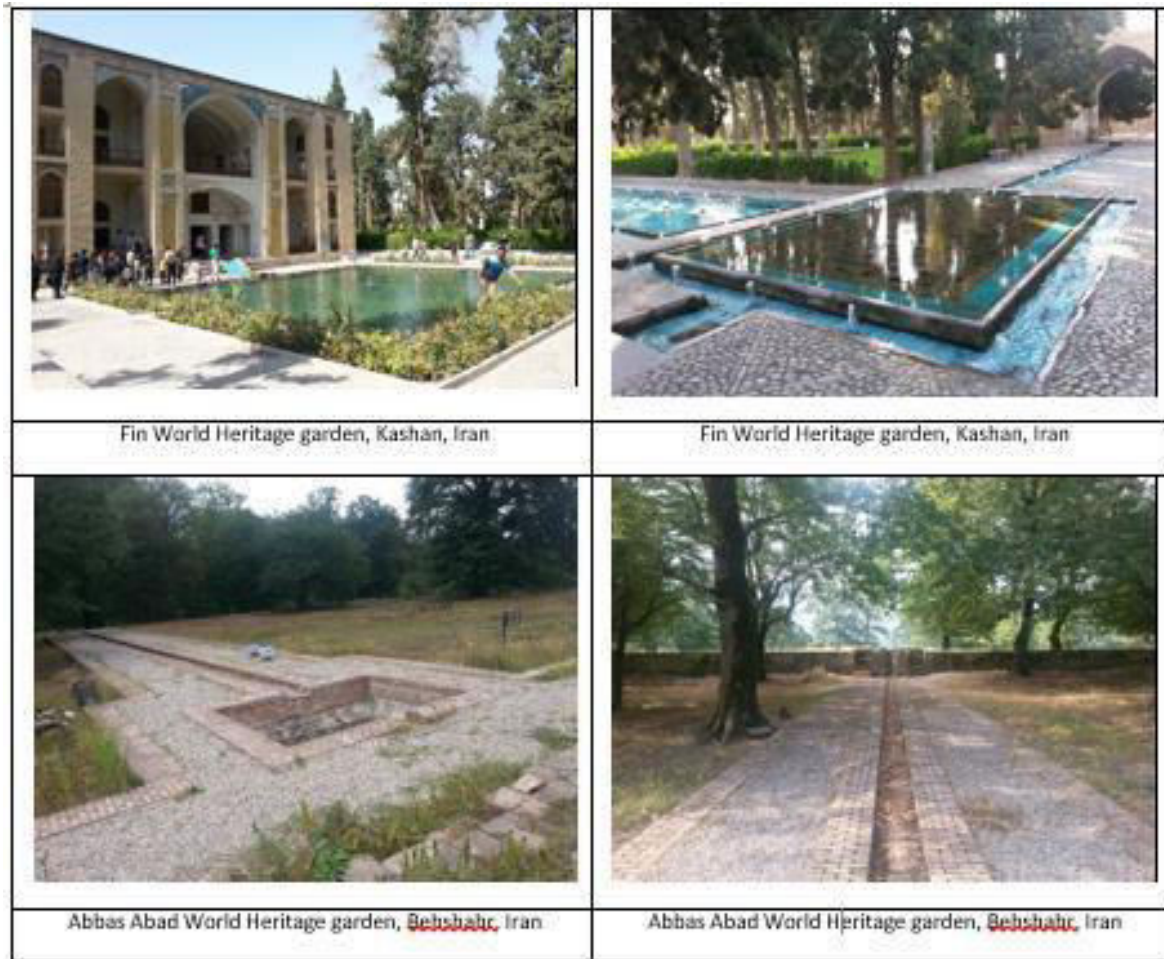 Fin World Heritage garden, Kashan, Iran
Fin World Heritage garden, Kashan, Iran
Abbas Abad World Heritage garden, Behshahr, Iran
Abbas Abad World Heritage garden, Behshahr, Iran